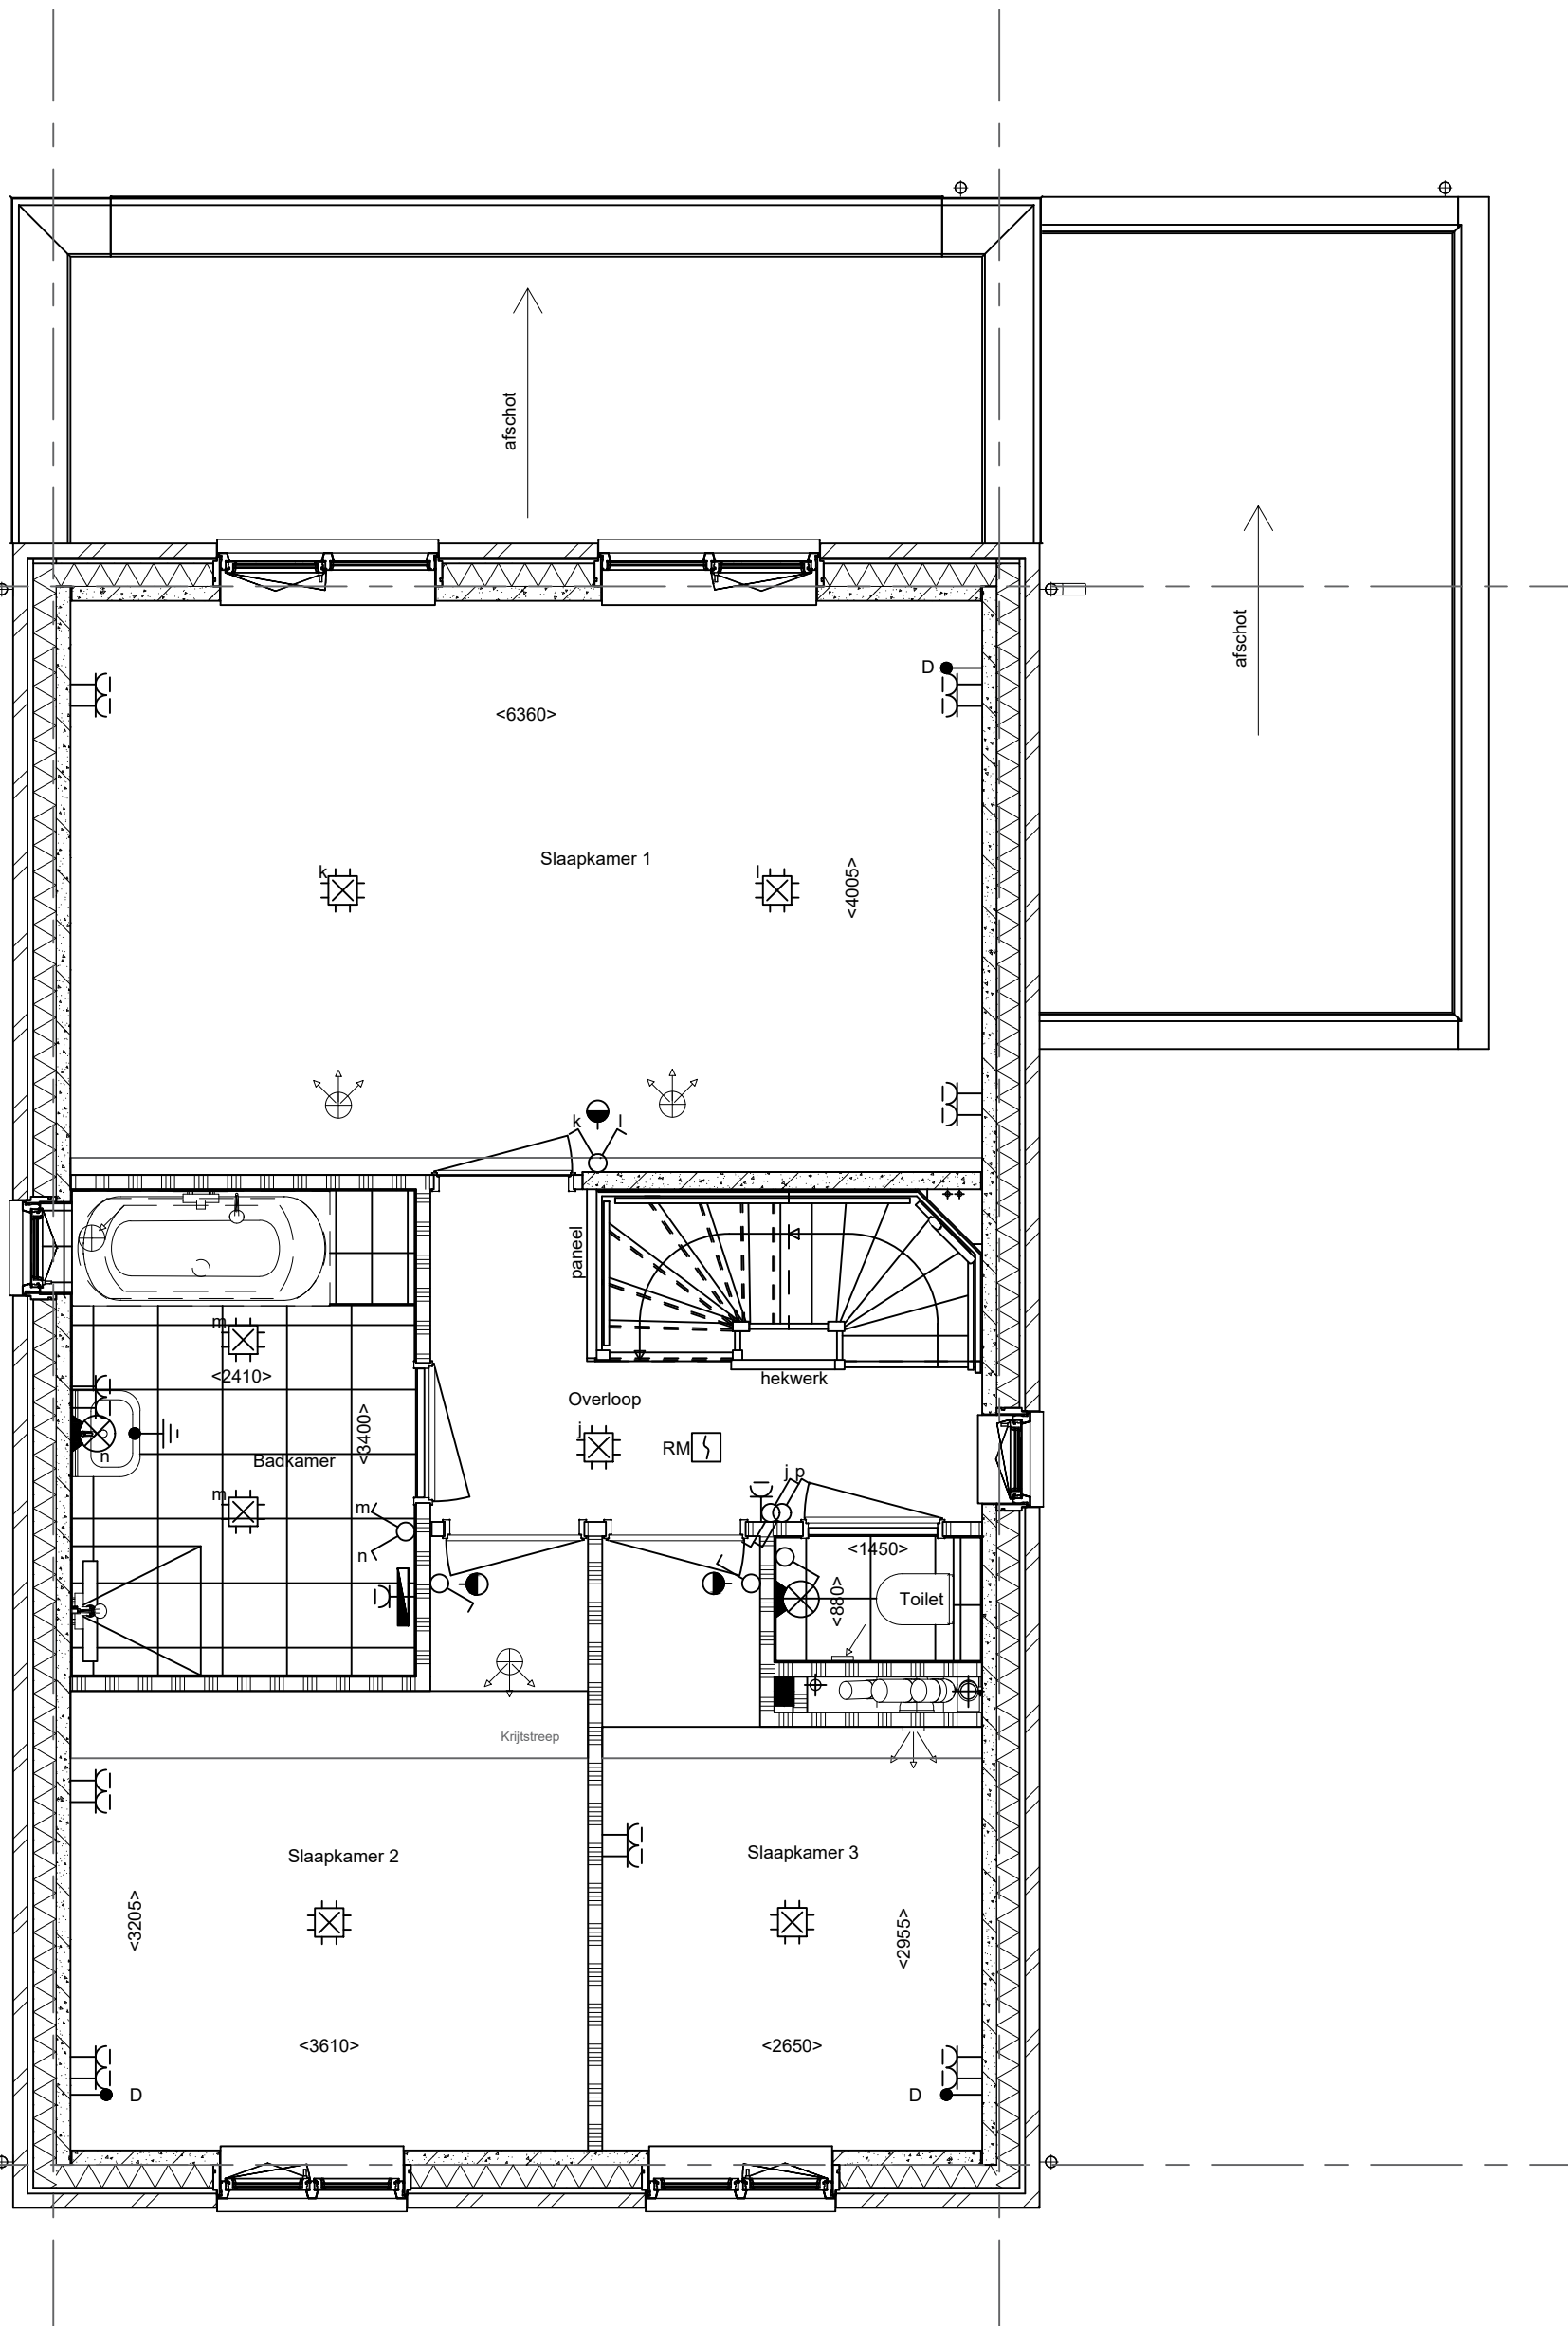 afschot
afschot
D
<6360>
Slaapkamer 1
k
l
<4005>
k
l
paneel
m
<2410>
hekwerk
Overloop
<3400>
j
RM
n
Badkamer
j p
m
m
n
<1450>
<880>
Toilet
Krijtstreep
Slaapkamer 2
Slaapkamer 3
<3205>
<2955>
<3610>
<2650>
D
D